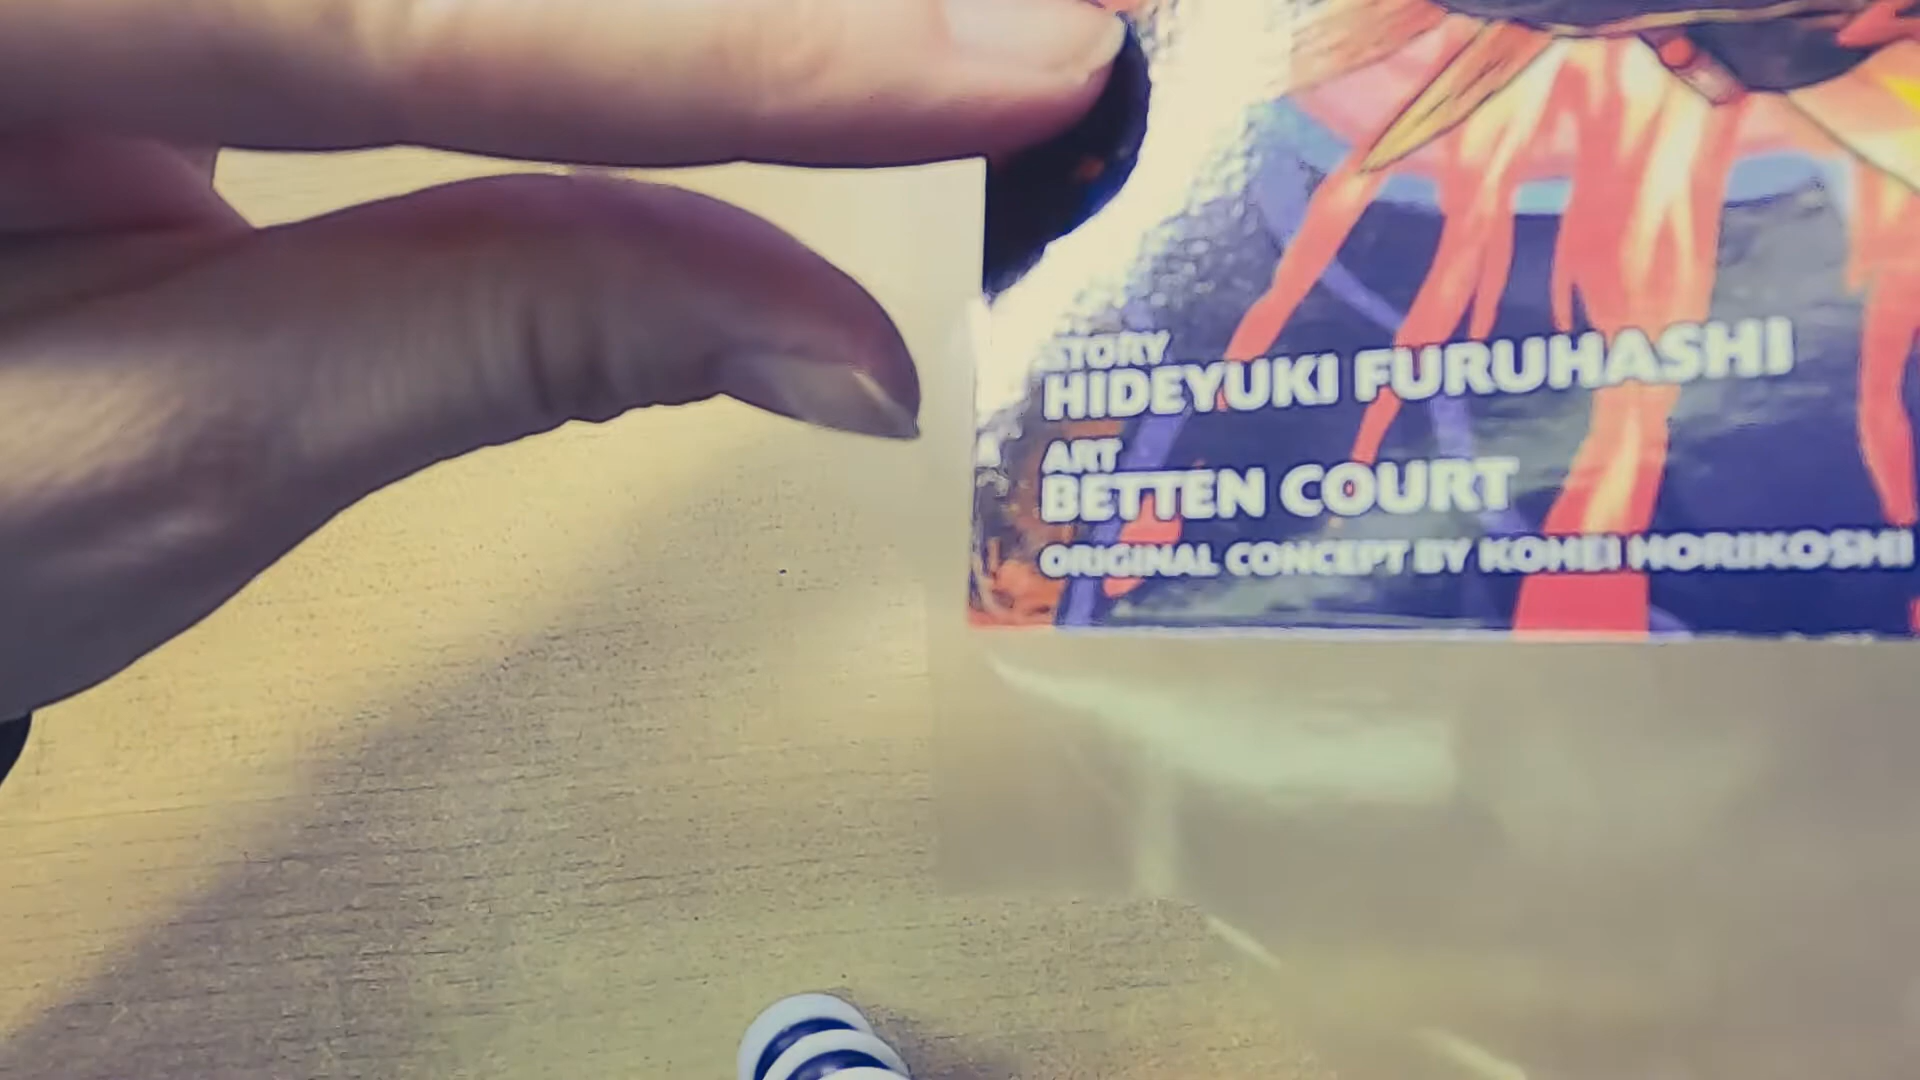 STORY
HIDEYUKI FURUHASHI
ART
BETTEN COURT
ORIGINAL CONCEPT BY KOHEI HORIKOSHI